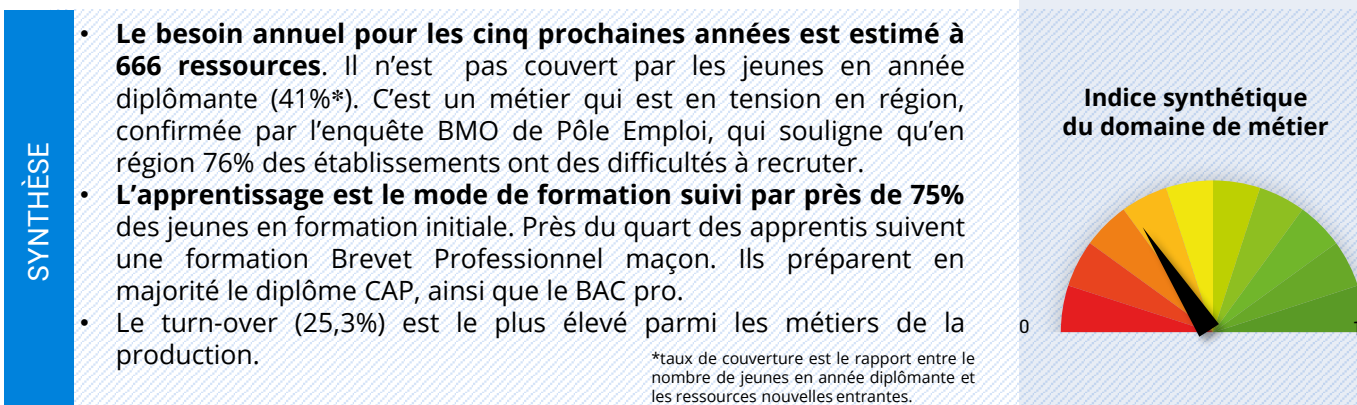 SYNTHÈSE
• Le besoin annuel pour les cinq prochaines années est estimé à
666 ressources. Il n’est pas couvert par les jeunes en année
diplômante (41%*). C’est un métier qui est en tension en région,
confirmée par l’enquête BMO de Pôle Emploi, qui souligne qu’en
région 76% des établissements ont des difficultés à recruter.
• L’apprentissage est le mode de formation suivi par près de 75%
des jeunes en formation initiale. Près du quart des apprentis suivent
une formation Brevet Professionnel maçon. Ils préparent en
majorité le diplôme CAP, ainsi que le BAC pro.
• Le turn-over (25,3%) est le plus élevé parmi les métiers de la
production.
*taux de couverture est le rapport entre le
nombre de jeunes en année diplômante et
les ressources nouvelles entrantes.
Indice synthétique
du domaine de métier
0